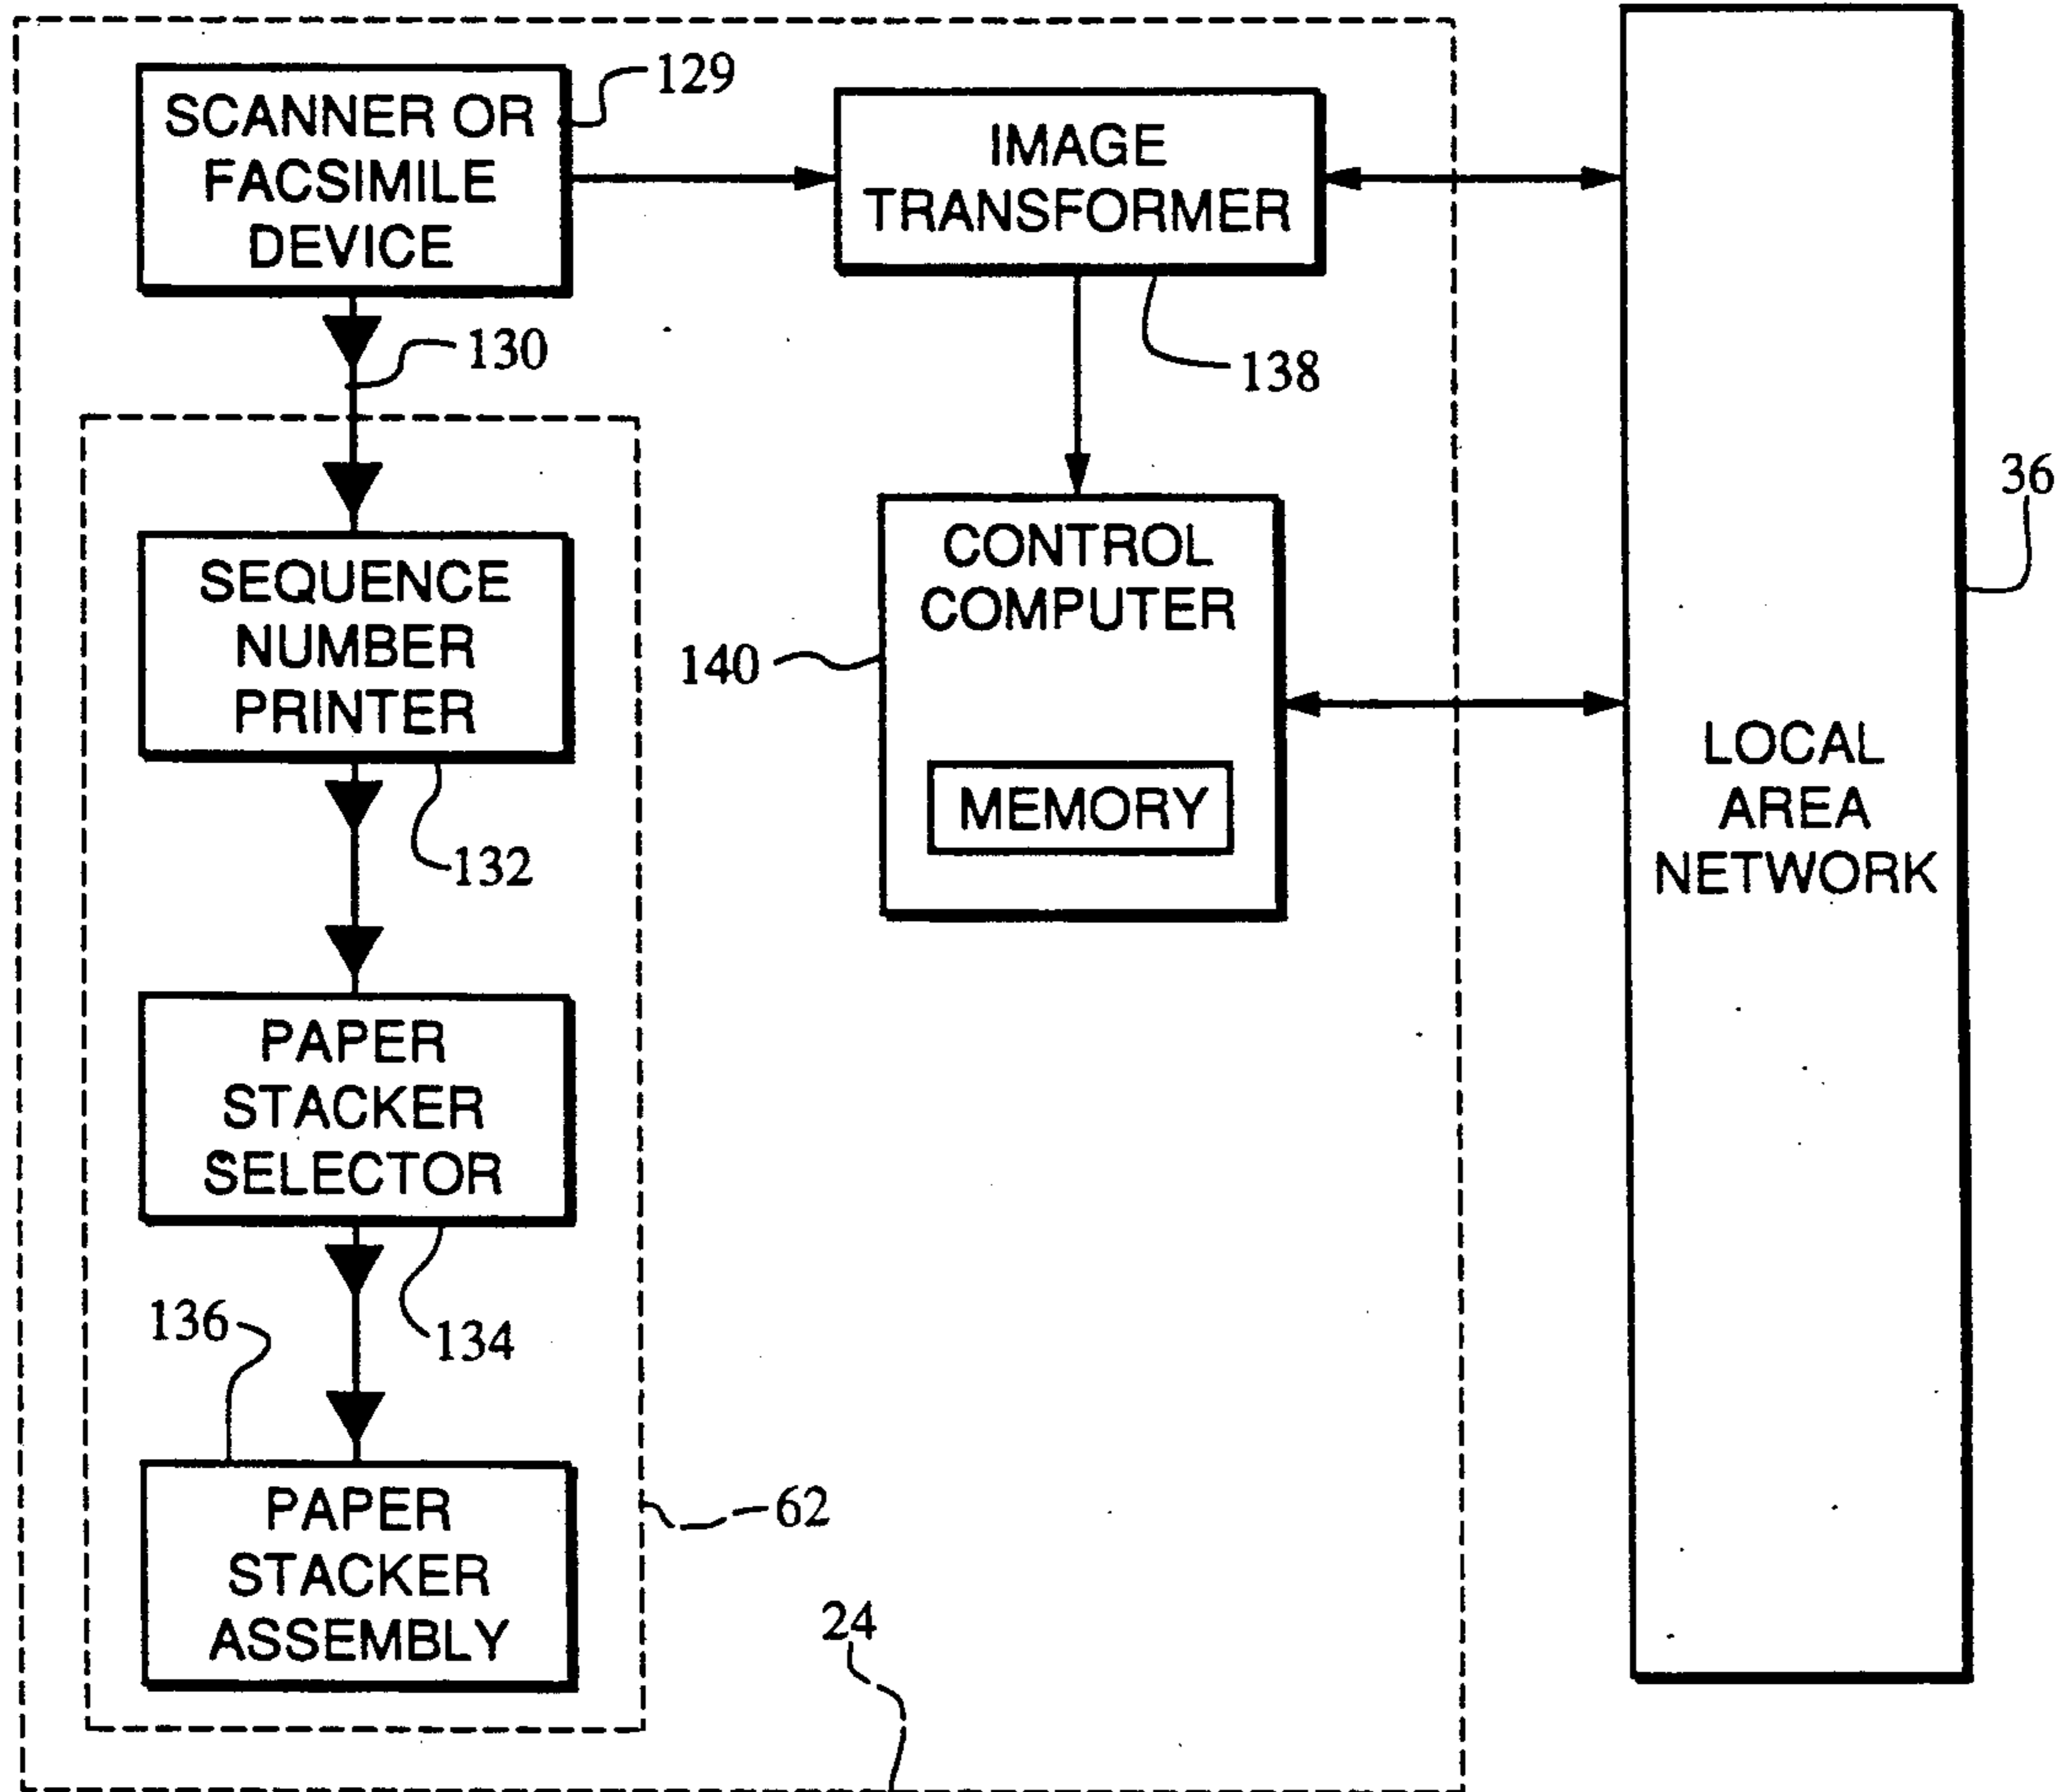 SCANNER OR
FACSIMILE
DEVICE
129
IMAGE
TRANSFORMER
130
138
36
SEQUENCE
NUMBER
PRINTER
CONTROL
COMPUTER
140
MEMORY
LOCAL
AREA
NETWORK
132
PAPER
STACKER
SELECTOR
136
134
PAPER
STACKER
ASSEMBLY
62
24